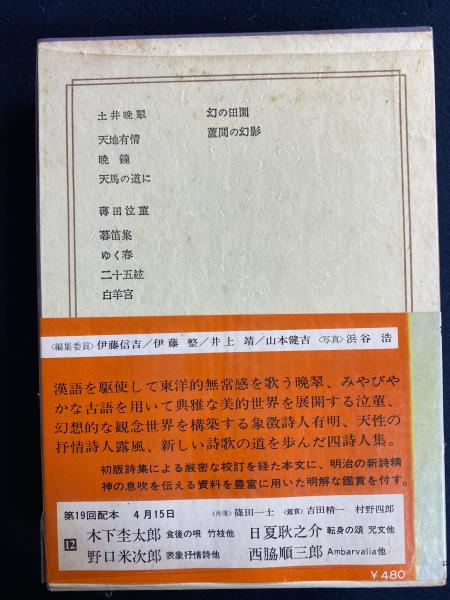 土井晩翠
天地有情
暁鐘
天馬の道に
薄田泣菫
暮笛集
ゆく春
二十五絃
白羊宮
幻の田園
蘆間の幻影
〈編集委員〉伊藤信吉/伊藤 整/井上 靖/山本健吉 〈写真〉浜谷 浩
漢語を駆使して東洋的無常感を歌う晩翠、みやびや
かな古語を用いて典雅な美的世界を展開する泣菫、
幻想的な観念世界を構築する象徴詩人有明、天性の
抒情詩人露風、新しい詩歌の道を歩んだ四詩人集。
初版詩集による厳密な校訂を経た本文に、明治の新詩精
神の息吹を伝える資料を豊富に用いた明解な鑑賞を付す。
第19回配本 4月15日 〈肖像〉篠田一士 〈鑑賞〉吉田精一 村野四郎
12
木下杢太郎 食後の唄 竹枝他 日夏耿之介 転身の頌 咒文他
野口米次郎 表象抒情詩他 西脇順三郎 Ambarvalia他
¥480